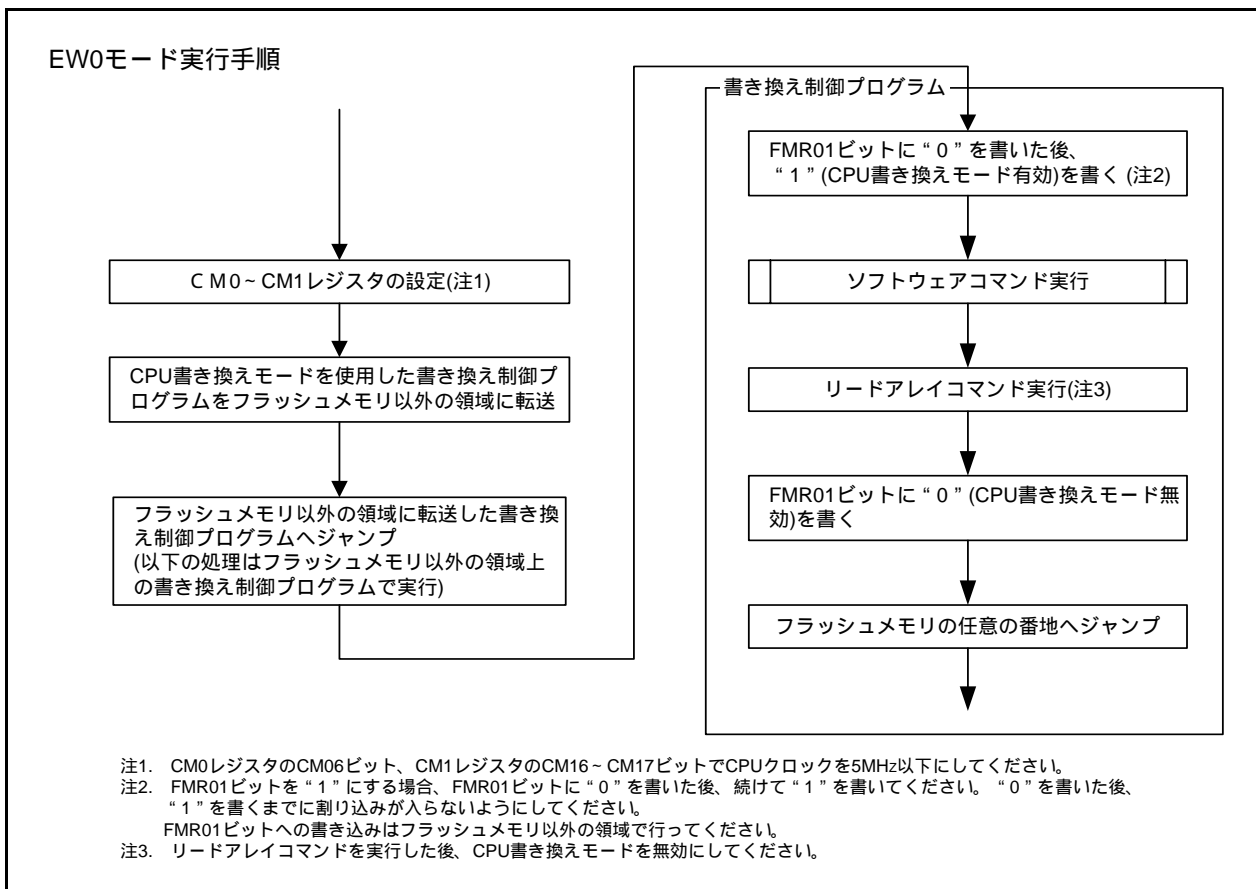 EW0モード実行手順
CM0~CM1レジスタの設定(注1)
CPU書き換えモードを使用した書き換え制御プ
ログラムをフラッシュメモリ以外の領域に転送
フラッシュメモリ以外の領域に転送した書き換
え制御プログラムへジャンプ
(以下の処理はフラッシュメモリ以外の領域上
の書き換え制御プログラムで実行)
書き換え制御プログラム
FMR01ビットに“0”を書いた後、
“1”(CPU書き換えモード有効)を書く (注2)
ソフトウェアコマンド実行
リードアレイコマンド実行(注3)
FMR01ビットに“0”(CPU書き換えモード無
効)を書く
フラッシュメモリの任意の番地へジャンプ
注1. CM0レジスタのCM06ビット、CM1レジスタのCM16~CM17ビットでCPUクロックを5MHz以下にしてください。
注2. FMR01ビットを“1”にする場合、FMR01ビットに“0”を書いた後、続けて“1”を書いてください。“0”を書いた後、
“1”を書くまでに割り込みが入らないようにしてください。
FMR01ビットへの書き込みはフラッシュメモリ以外の領域で行ってください。
注3. リードアレイコマンドを実行した後、CPU書き換えモードを無効にしてください。